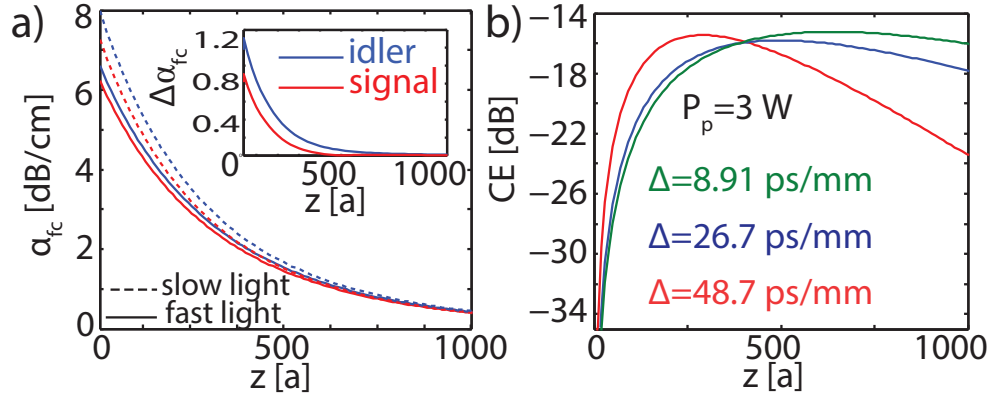 a)
8
6
4
2
0
α_fc [dB/cm]
0
500
1000
z [a]
slow light
fast light
1.2
0.8
0.4
0
Δα_fc
idler
signal
500
1000
z [a]
b)
−14
−18
−22
−26
−30
−34
CE [dB]
P_p=3 W
Δ=8.91 ps/mm
Δ=26.7 ps/mm
Δ=48.7 ps/mm
0
500
1000
z [a]